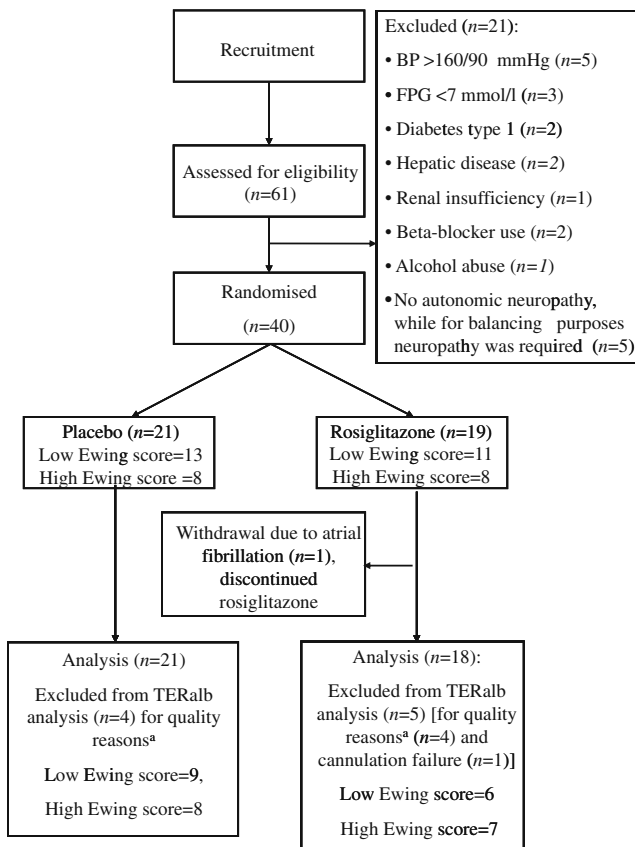 Recruitment
Assessed for eligibility
(n=61)
Excluded (n=21):
• BP >160/90 mmHg (n=5)
• FPG <7 mmol/l (n=3)
• Diabetes type 1 (n=2)
• Hepatic disease (n=2)
• Renal insufficiency (n=1)
• Beta-blocker use (n=2)
• Alcohol abuse (n=1)
• No autonomic neuropathy,
while for balancing purposes
neuropathy was required (n=5)
Randomised
(n=40)
Placebo (n=21)
Low Ewing score=13
High Ewing score =8
Rosiglitazone (n=19)
Low Ewing score=11
High Ewing score=8
Withdrawal due to atrial
fibrillation (n=1),
discontinued
rosiglitazone
Analysis (n=21)
Excluded from TERalb
analysis (n=4) for quality
reasonsª
Low Ewing score=9,
High Ewing score=8
Analysis (n=18):
Excluded from TERalb
analysis (n=5) [for quality
reasonsª (n=4) and
cannulation failure
(n=1)]
Low Ewing score=6
High Ewing score=7